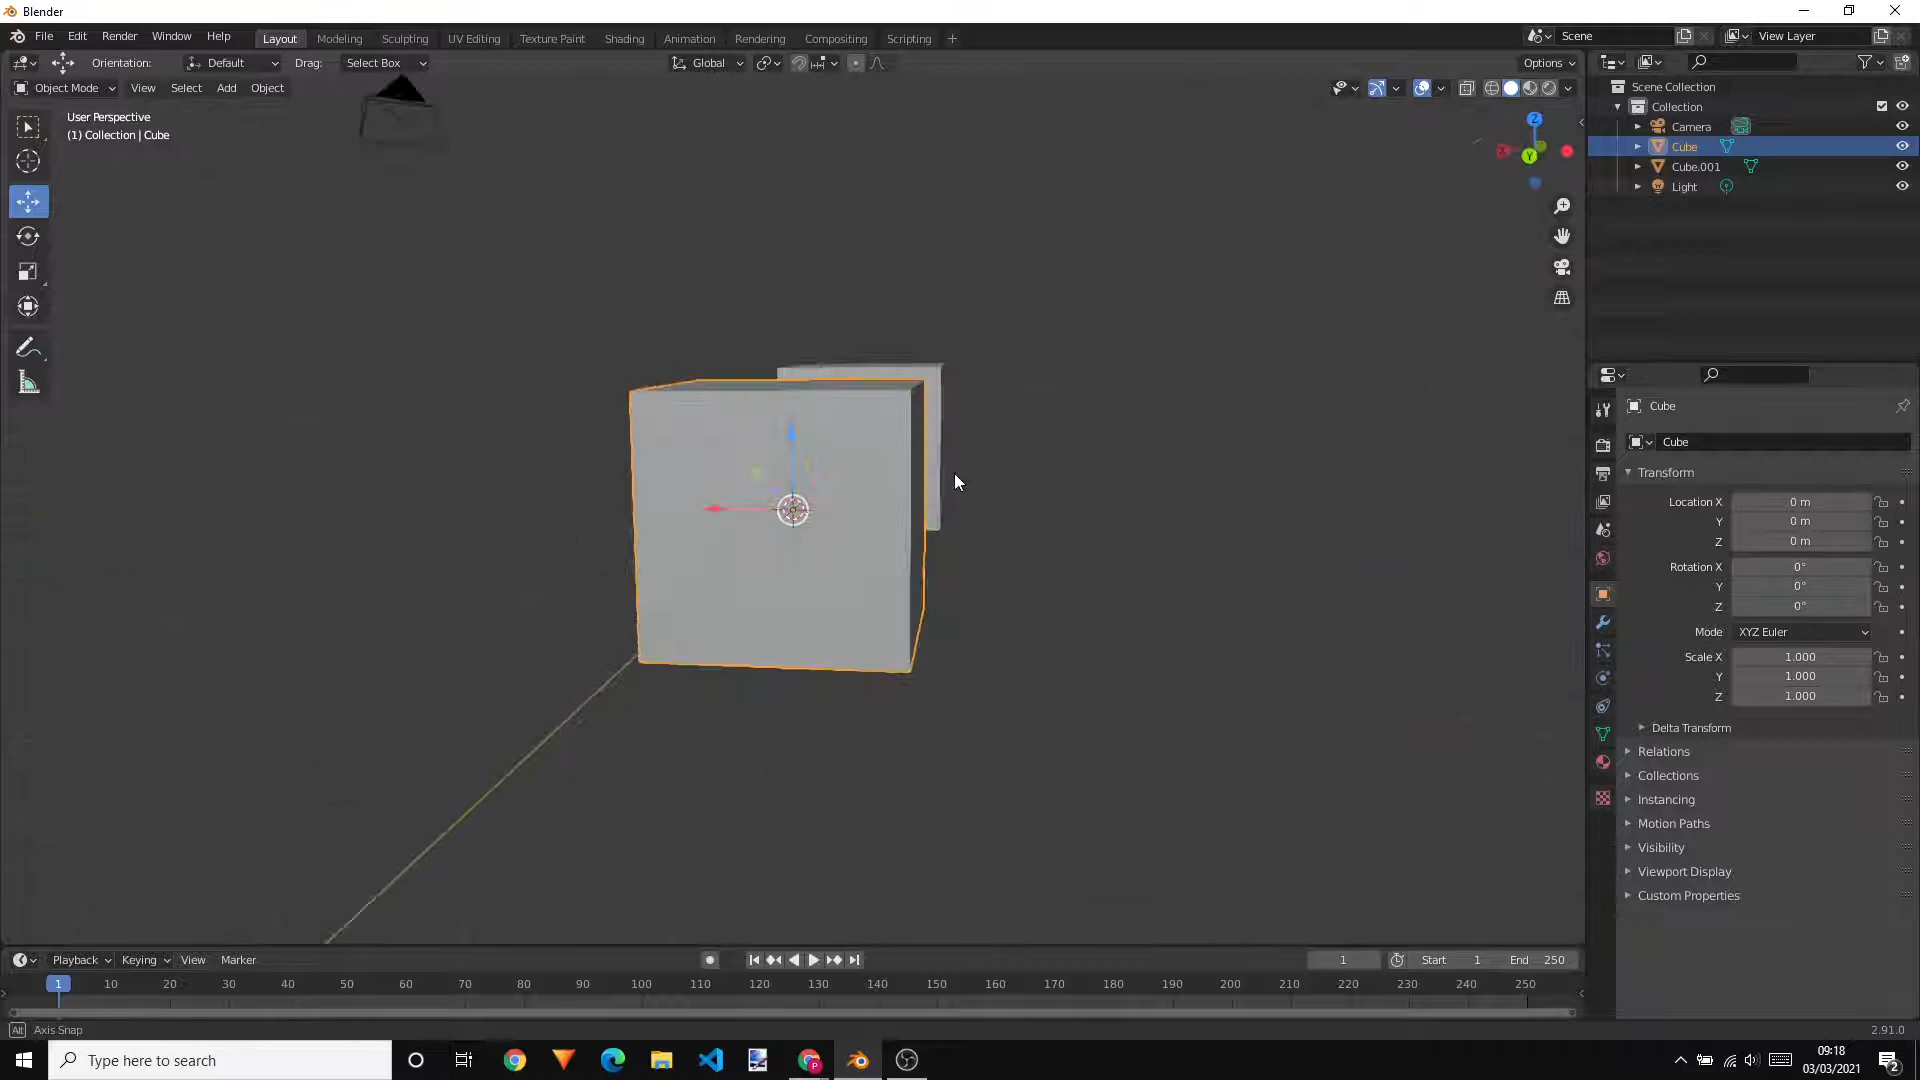 Blender
File Edit Render Window Help Layout Modeling Sculpting UV Editing Texture Paint Shading Animation Rendering Compositing Scripting + Scene View Layer
Orientation: Default Drag: Select Box Global Options
Object Mode View Select Add Object
User Perspective
(1) Collection | Cube
Z
Y
X
Scene Collection
Collection
Camera
Cube
Cube.001
Light
Cube
Cube
Transform
Location X 0 m
Y 0 m
Z 0 m
Rotation X 0°
Y 0°
Z 0°
Mode XYZ Euler
Scale X 1.000
Y 1.000
Z 1.000
Delta Transform
Relations
Collections
Instancing
Motion Paths
Visibility
Viewport Display
Custom Properties
Playback Keying View Marker 1 Start 1 End 250
1 10 20 30 40 50 60 70 80 90 100 110 120 130 140 150 160 170 180 190 200 210 220 230 240 250
Alt Axis Snap 2.91.0
Type here to search
P
09:18
03/03/2021
2